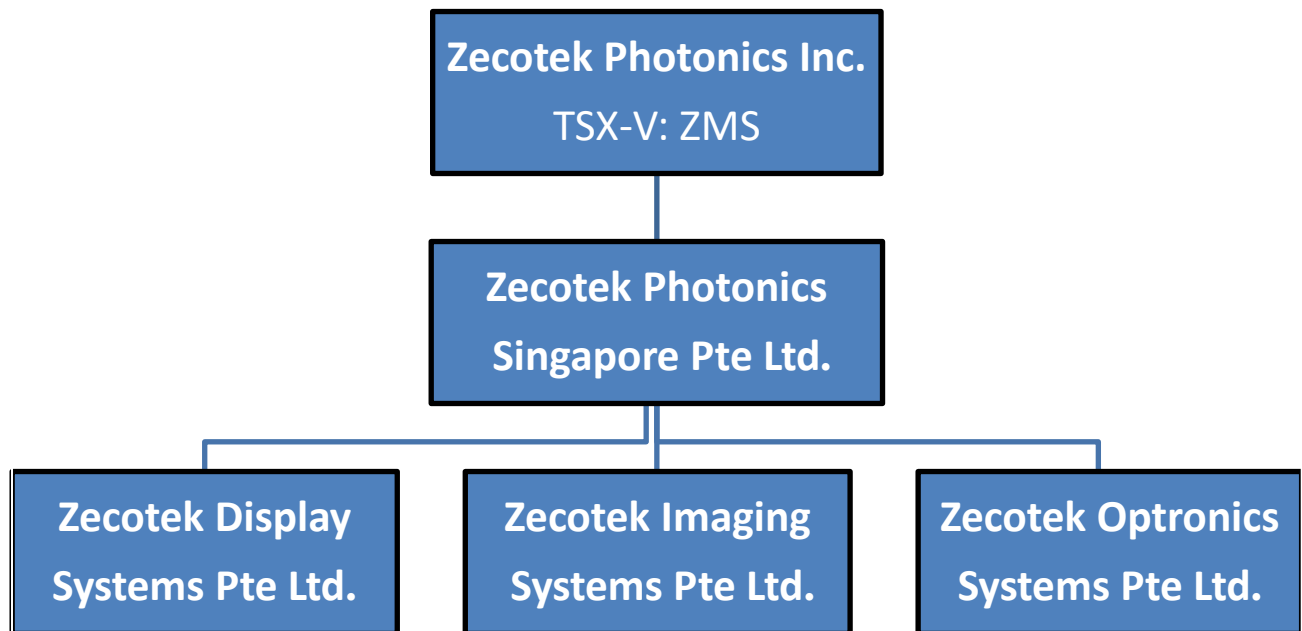 Zecotek Photonics Inc.
TSX-V: ZMS
Zecotek Photonics
Singapore Pte Ltd.
Zecotek Display
Systems Pte Ltd.
Zecotek Imaging
Systems Pte Ltd.
Zecotek Optronics
Systems Pte Ltd.